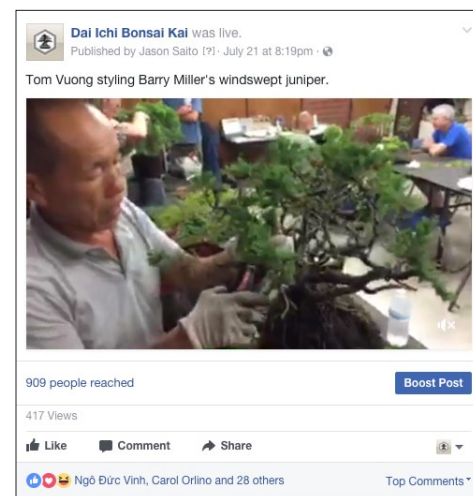 Dai Ichi Bonsai Kai was live.
Published by Jason Saito [?] · July 21 at 8:19pm ·
Tom Vuong styling Barry Miller's windswept juniper.
909 people reached
Boost Post
417 Views
Like Comment Share
Ngô Đức Vinh, Carol Orlino and 28 others
Top Comments